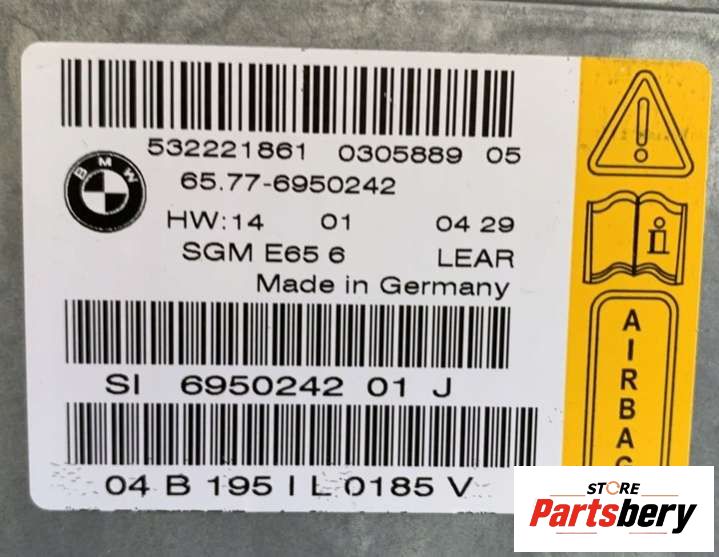 532221861 0305889 05
BMW
65.77-6950242
HW:14 01 04 29
SGM E65 6 LEAR
Made in Germany
SI 6950242 01 J
04 B 195 I L 0185 V
i
AIRBAG
STORE
Partsbery